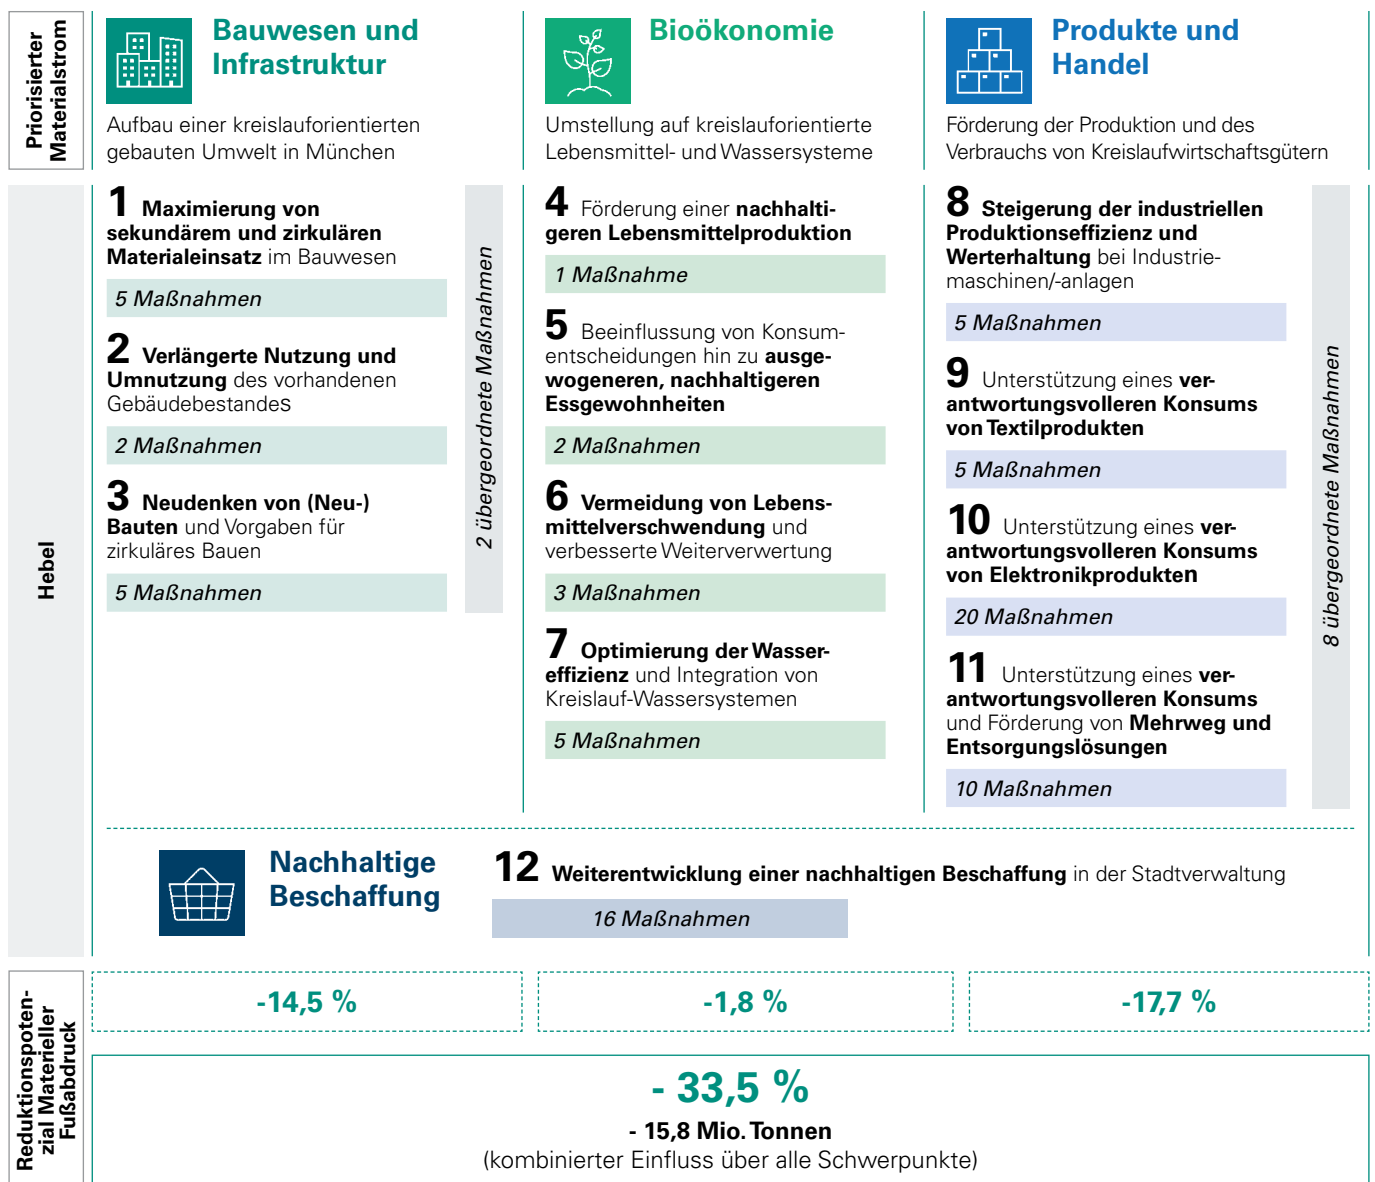 Priorisierter
Materialstrom
Bauwesen und
Infrastruktur
Aufbau einer kreislauforientierten
gebauten Umwelt in München
Bioökonomie
Umstellung auf kreislauforientierte
Lebensmittel- und Wassersysteme
Produkte und
Handel
Förderung der Produktion und des
Verbrauchs von Kreislaufwirtschaftsgütern
Hebel
1 Maximierung von
sekundärem und zirkulären
Materialeinsatz im Bauwesen
5 Maßnahmen
2 Verlängerte Nutzung und
Umnutzung des vorhandenen
Gebäudebestandes
2 Maßnahmen
3 Neudenken von (Neu-)
Bauten und Vorgaben für
zirkuläres Bauen
5 Maßnahmen
2 übergeordnete Maßnahmen
4 Förderung einer nachhalti-
geren Lebensmittelproduktion
1 Maßnahme
5 Beeinflussung von Konsum-
entscheidungen hin zu ausge-
wogeneren, nachhaltigeren
Essgewohnheiten
2 Maßnahmen
6 Vermeidung von Lebens-
mittelverschwendung und
verbesserte Weiterverwertung
3 Maßnahmen
7 Optimierung der Wasser-
effizienz und Integration von
Kreislauf-Wassersystemen
5 Maßnahmen
8 Steigerung der industriellen
Produktionseffizienz und
Werterhaltung bei Industrie-
maschinen/-anlagen
5 Maßnahmen
9 Unterstützung eines ver-
antwortungsvolleren Konsums
von Textilprodukten
5 Maßnahmen
10 Unterstützung eines ver-
antwortungsvolleren Konsums
von Elektronikprodukten
20 Maßnahmen
11 Unterstützung eines ver-
antwortungsvolleren Konsums
und Förderung von Mehrweg und
Entsorgungslösungen
10 Maßnahmen
8 übergeordnete Maßnahmen
Nachhaltige
Beschaffung
12 Weiterentwicklung einer nachhaltigen Beschaffung in der Stadtverwaltung
16 Maßnahmen
Reduktionspoten-
zial Materieller
Fußabdruck
-14,5 %
-1,8 %
-17,7 %
- 33,5 %
- 15,8 Mio. Tonnen
(kombinierter Einfluss über alle Schwerpunkte)